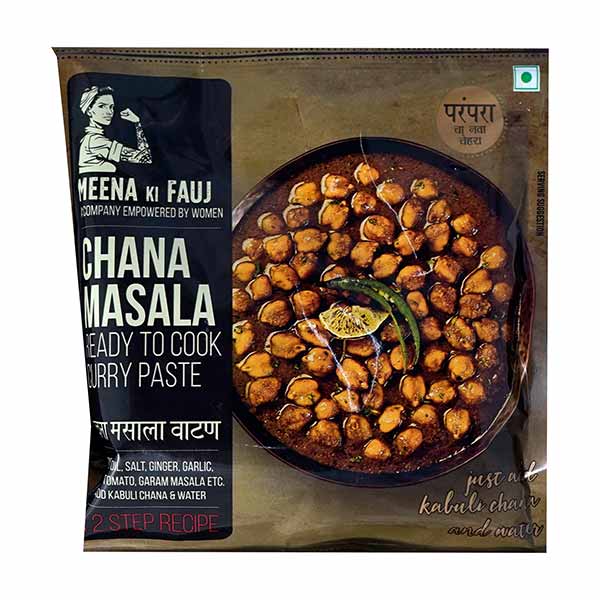 परंपरा
चा नवा
चेहरा
MEENA KI FAUJ
COMPANY EMPOWERED BY WOMEN
SERVING SUGGESTION
CHANA
MASALA
READY TO COOK
CURRY PASTE
मसाला वाटण
OIL, SALT, GINGER, GARLIC,
TOMATO, GARAM MASALA ETC.
KABULI CHANA & WATER
2 STEP RECIPE
just add
kabuli chana
and water